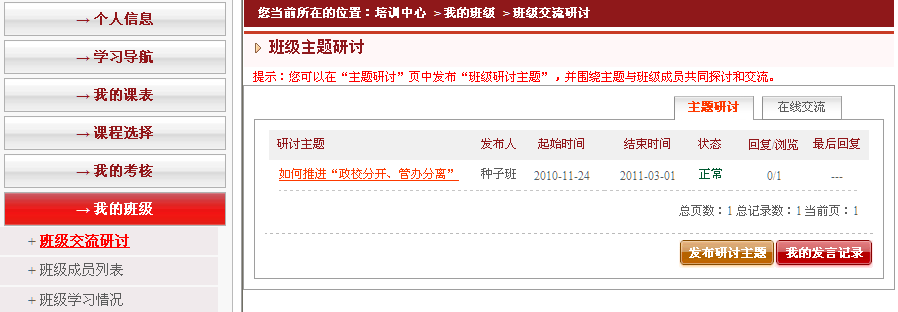 → 个人信息
→ 学习导航
→ 我的课表
→ 课程选择
→ 我的考核
→ 我的班级
+ 班级交流研讨
+ 班级成员列表
+ 班级学习情况
您当前所在的位置：培训中心 >我的班级 >班级交流研讨
班级主题研讨
提示：您可以在“主题研讨”页中发布“班级研讨主题”，并围绕主题与班级成员共同探讨和交流。
主题研讨 在线交流
研讨主题 发布人 起始时间 结束时间 状态 回复/浏览 最后回复
如何推进“政校分开、管办分离” 种子班 2010-11-24 2011-03-01 正常 0/1 ---
总页数：1 总记录数：1 当前页：1
发布研讨主题 我的发言记录